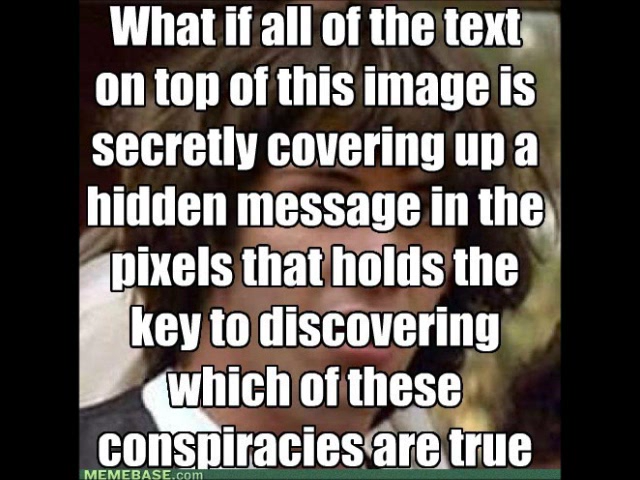 What if all of the text
on top of this image is
secretly covering up a
hidden message in the
pixels that holds the
key to discovering
which of these
conspiracies are true
MEMEBASE.com